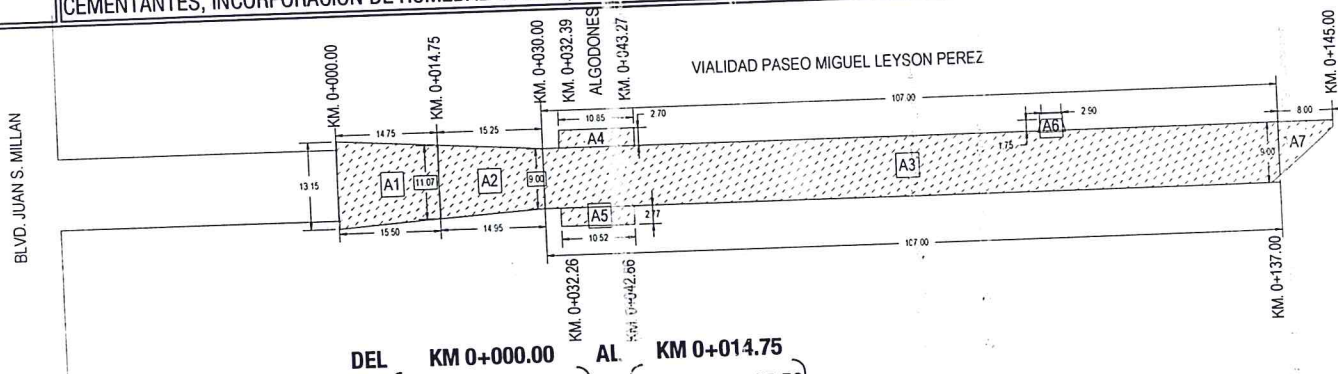 CEMENTANTES, INCORPORACIÓN DE HUMEDAD
BLVD. JUAN S. MILLAN
KM. 0+000.00
KM. 0+014.75
KM. 0+030.00
KM. 0+032.39
ALGODONES
KM. 0+043.27
VIALIDAD PASEO MIGUEL LEYSON PEREZ
KM. 0+145.00
14.75
15.25
10.85
2.70
107.00
2.90
8.00
13.15
A1
11.07
A2
9.00
A4
A3
1.75
A6
9.00
A7
A5
2.77
15.50
14.95
10.52
107.00
KM. 0+032.26
KM. 0+042.86
KM. 0+137.00
DEL KM 0+000.00 AL KM 0+014.75